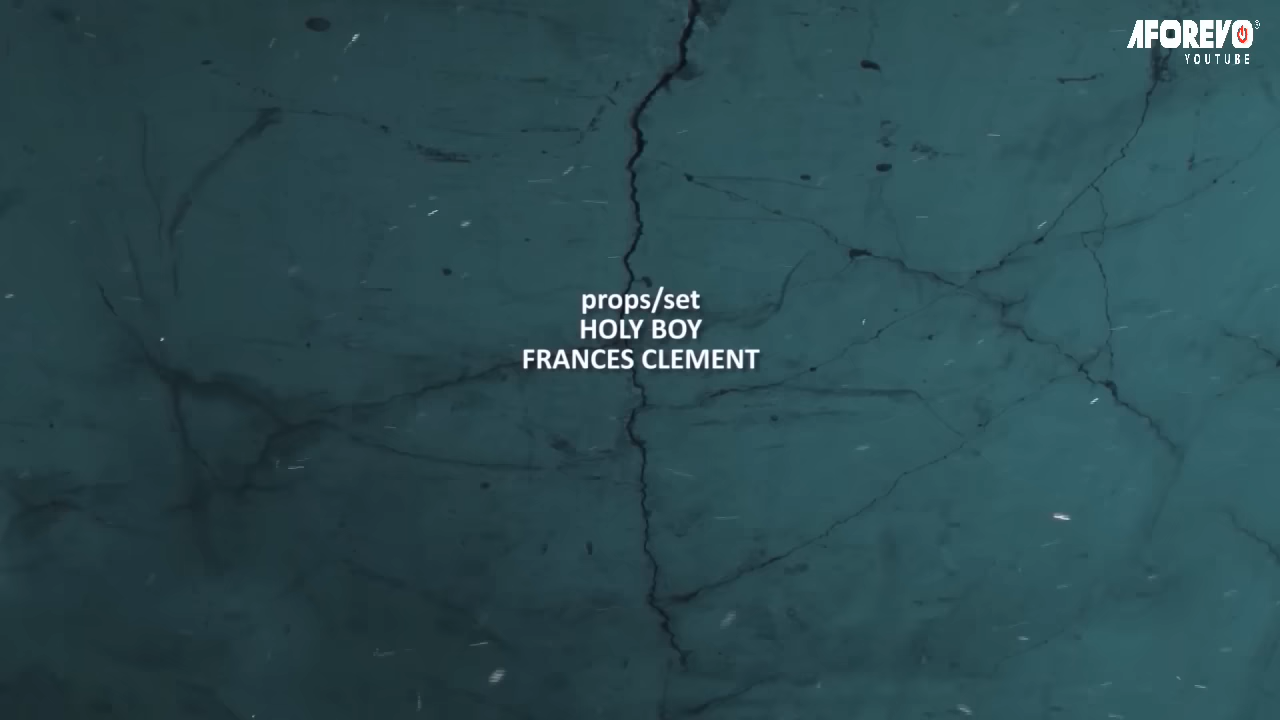 AFOREVO
YOUTUBE
props/set
HOLY BOY
FRANCES CLEMENT